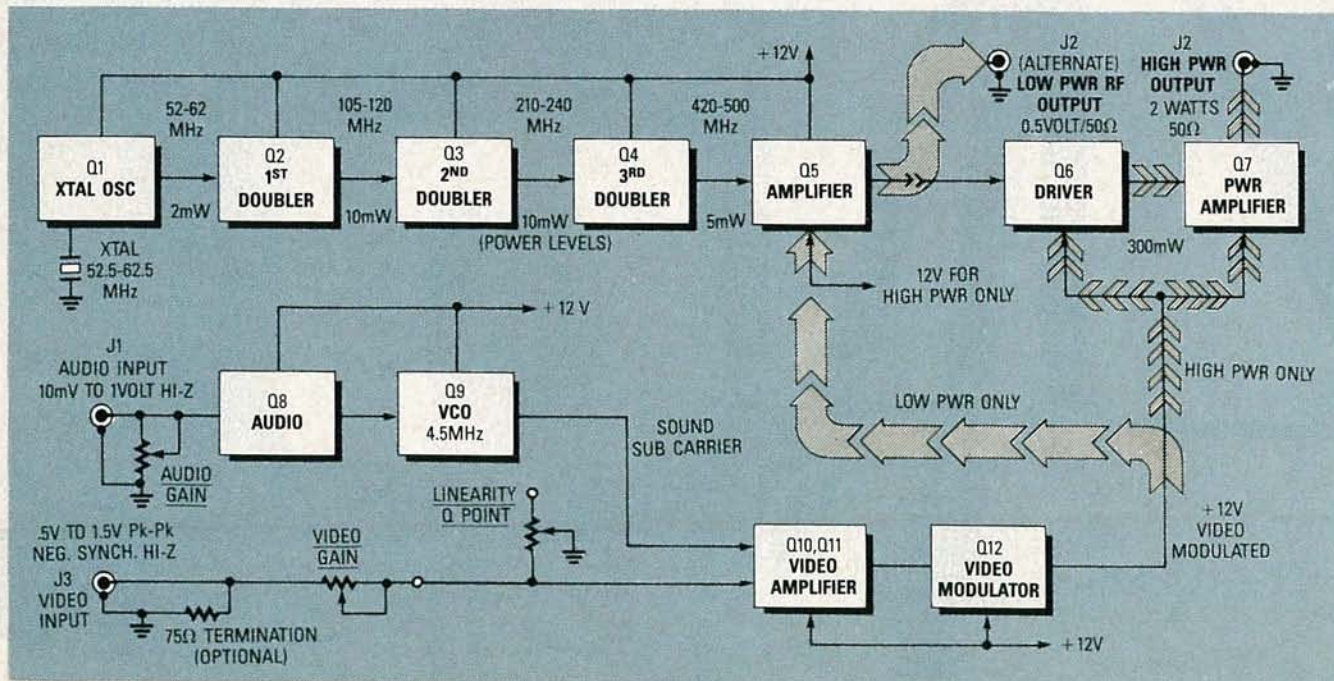 +12V
J2
(ALTERNATE)
LOW PWR RF
OUTPUT
0.5VOLT/50Ω
J2
HIGH PWR
OUTPUT
2 WATTS
50Ω
52-62
MHz
105-120
MHz
210-240
MHz
420-500
MHz
Q1
XTAL OSC
Q2
1ST
DOUBLER
Q3
2ND
DOUBLER
Q4
3RD
DOUBLER
Q5
AMPLIFIER
Q6
DRIVER
Q7
PWR
AMPLIFIER
2mW
10mW
10mW
(POWER LEVELS)
5mW
300mW
XTAL
52.5-62.5
MHz
12V FOR
HIGH PWR ONLY
+12 V
J1
AUDIO INPUT
10mV TO 1VOLT HI-Z
Q8
AUDIO
Q9
VCO
4.5MHz
AUDIO
GAIN
SOUND
SUB CARRIER
LOW PWR ONLY
HIGH PWR ONLY
LINEARITY
Q POINT
.5V TO 1.5V Pk-Pk
NEG. SYNCH. HI-Z
J3
VIDEO
INPUT
VIDEO
GAIN
75Ω TERMINATION
(OPTIONAL)
Q10,Q11
VIDEO
AMPLIFIER
Q12
VIDEO
MODULATOR
+12V
VIDEO
MODULATED
+12V